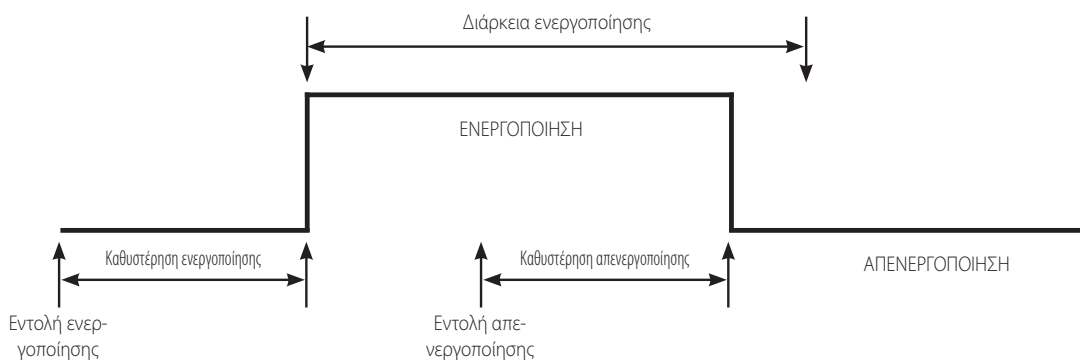 Διάρκεια ενεργοποίησης
ΕΝΕΡΓΟΠΟΙΗΣΗ
Καθυστέρηση ενεργοποίησης
Καθυστέρηση απενεργοποίησης
ΑΠΕΝΕΡΓΟΠΟΙΗΣΗ
Εντολή ενερ-
γοποίησης
Εντολή απε-
νεργοποίησης